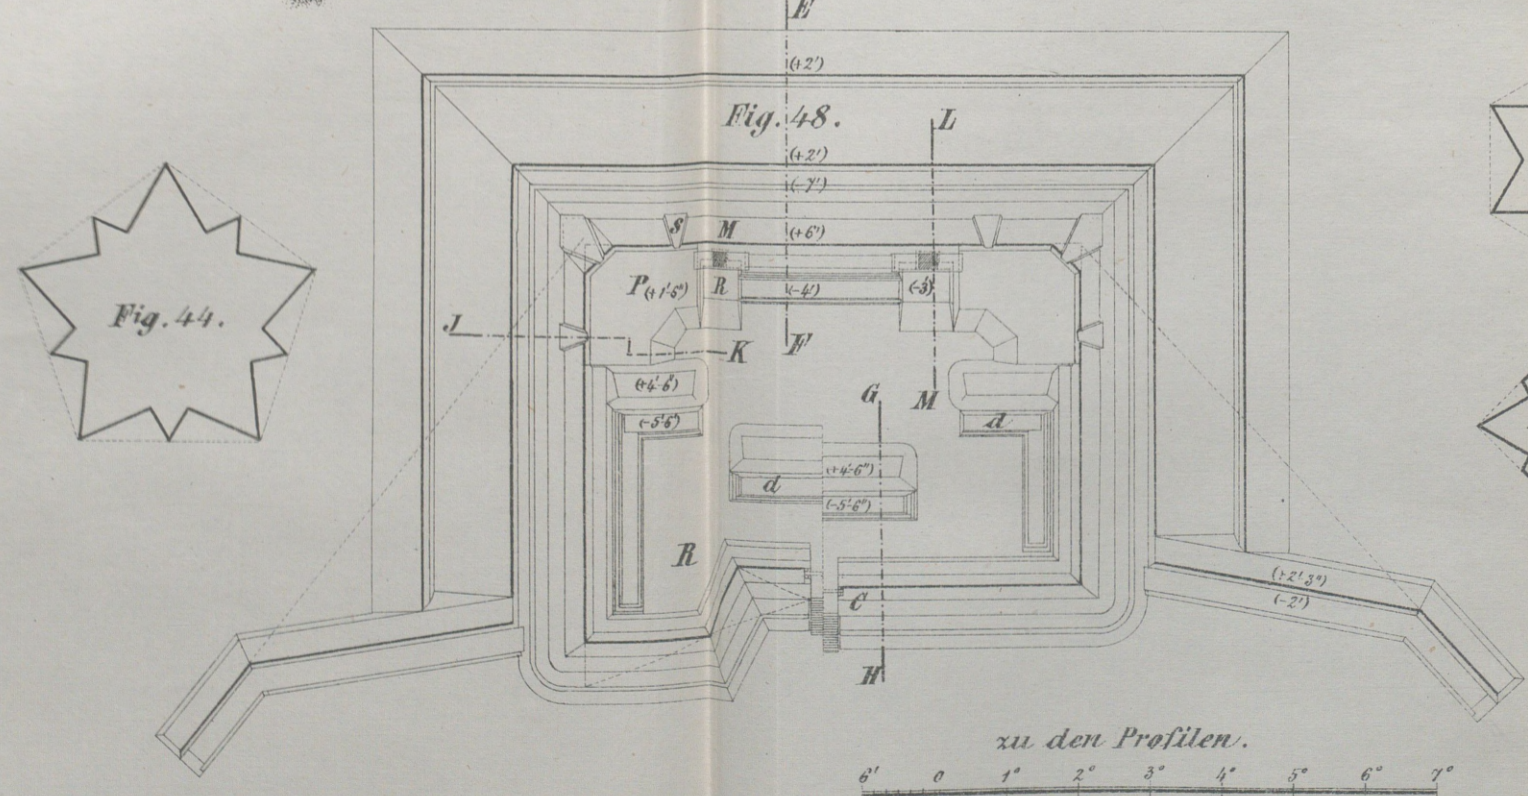 E
(+2')
Fig. 48.
L
(+2')
(-7')
s
M
(+6')
P (+1'-5")
R
(-4')
(-3')
Fig. 44.
J
K
F
(+4'-6")
G
M
(-5'-6")
d
(+4'-6")
d
(-5'-6")
R
(+2' 3")
C
(-2')
H
zu den Profilen.
6' 0 1° 2° 3° 4° 5° 6° 7°